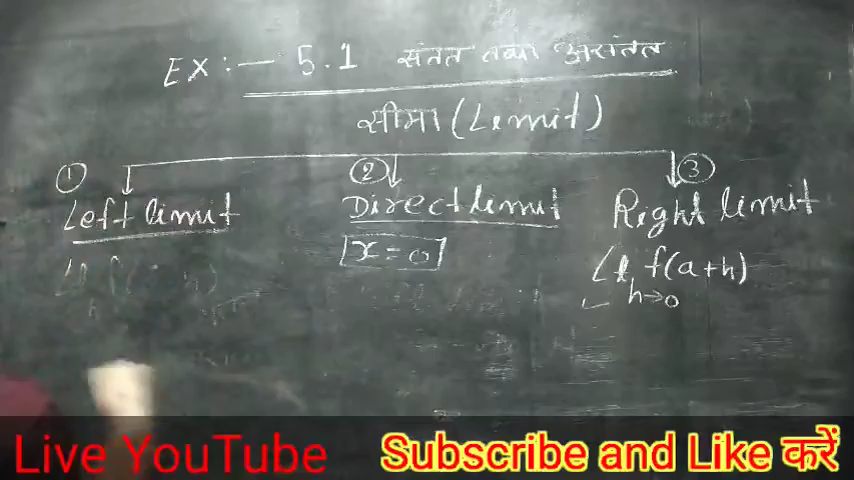 Ex :- 5.1 संतत तथा असंतत
सीमा (Limit)
① ② ③
Left limit Direct limit Right limit
x = 0
Lt f(a+h)
h→0
Live YouTube Subscribe and Like करें